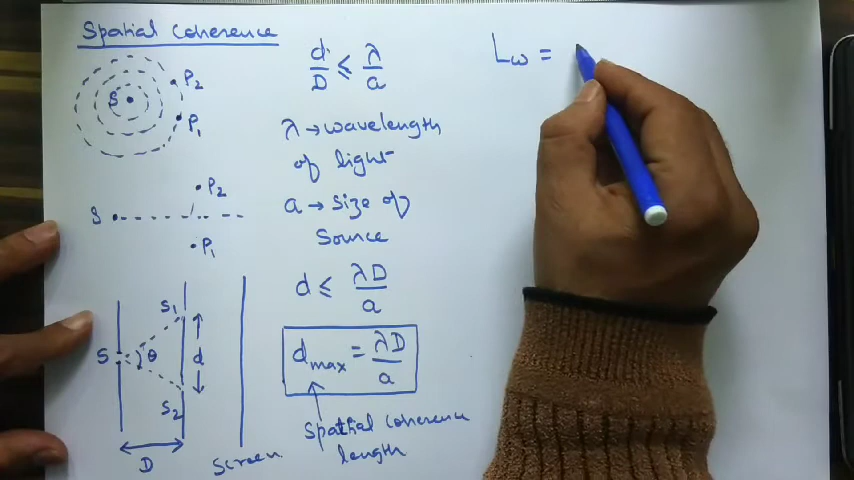 Spatial Coherence
S
P2
P1
S
P2
P1
S1
S
θ
d
S2
D
Screen
d/D ≤ λ/a
λ → wavelength
of light
a → size of
Source
d ≤ λD/a
dmax = λD/a
Spatial coherence
length
Lω =